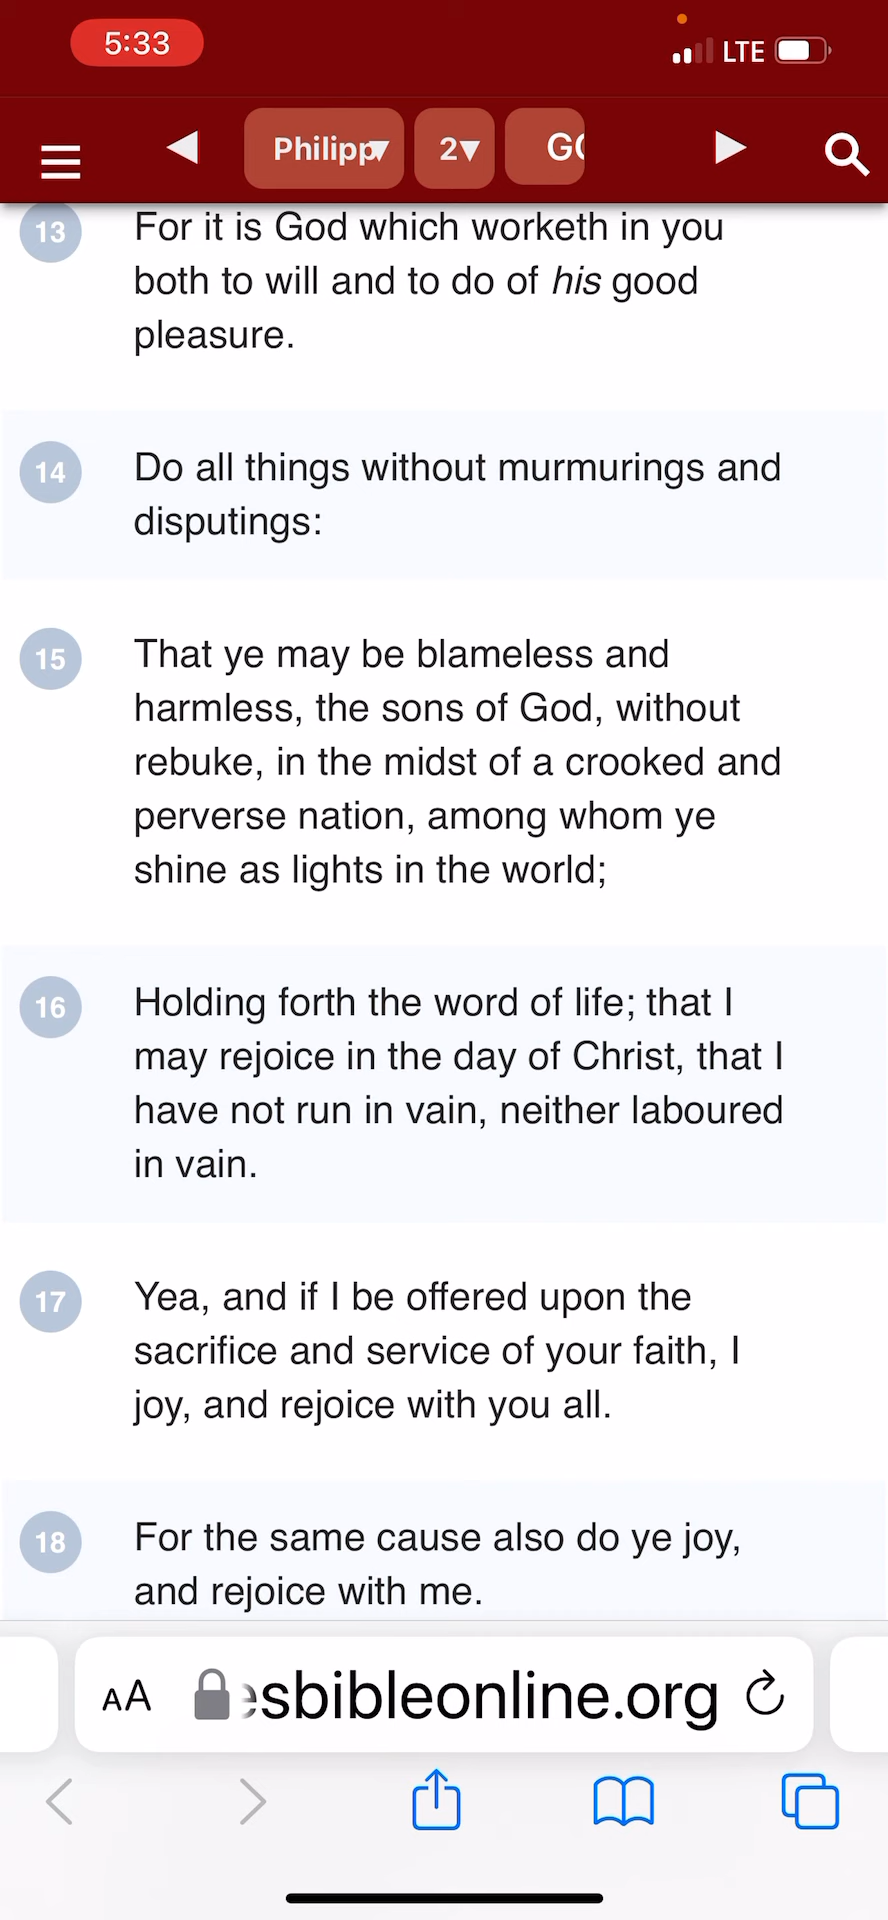 5:33
LTE
Philipp
2
GO
13
For it is God which worketh in you
both to will and to do of his good
pleasure.
14
Do all things without murmurings and
disputings:
15
That ye may be blameless and
harmless, the sons of God, without
rebuke, in the midst of a crooked and
perverse nation, among whom ye
shine as lights in the world;
16
Holding forth the word of life; that I
may rejoice in the day of Christ, that I
have not run in vain, neither laboured
in vain.
17
Yea, and if I be offered upon the
sacrifice and service of your faith, I
joy, and rejoice with you all.
18
For the same cause also do ye joy,
and rejoice with me.
AA
esbibleonline.org